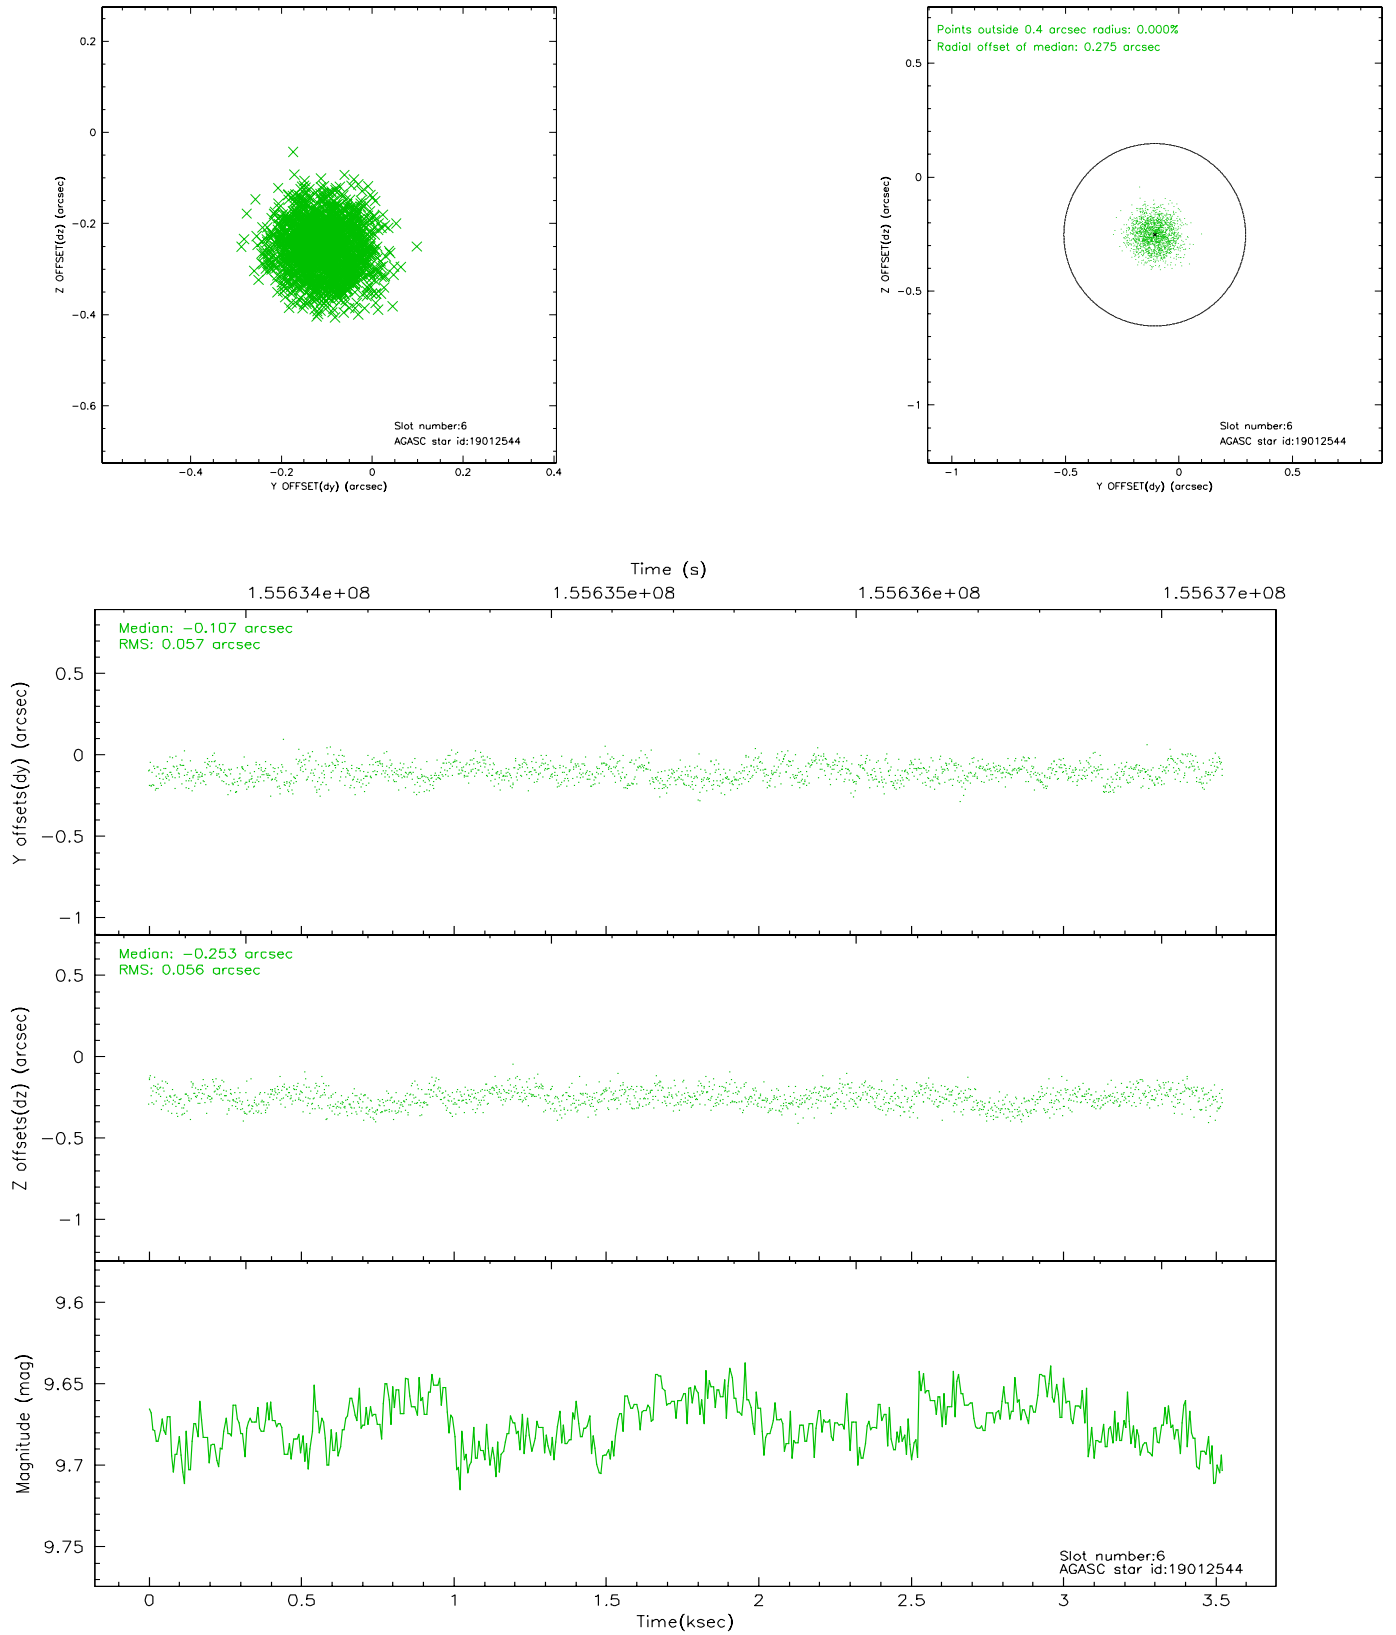 0.2
0
−0.2
−0.4
−0.6
Z OFFSET(dz) (arcsec)
Slot number:6
AGASC star id:19012544
−0.4 −0.2 0 0.2 0.4
Y OFFSET(dy) (arcsec)
Points outside 0.4 arcsec radius: 0.000%
Radial offset of median: 0.275 arcsec
0.5
0
−0.5
−1
Z OFFSET(dz) (arcsec)
Slot number:6
AGASC star id:19012544
−1 −0.5 0 0.5
Y OFFSET(dy) (arcsec)
Time (s)
1.55634e+08 1.55635e+08 1.55636e+08 1.55637e+08
Median: −0.107 arcsec
RMS: 0.057 arcsec
0.5
0
−0.5
−1
Y offsets(dy) (arcsec)
Median: −0.253 arcsec
RMS: 0.056 arcsec
0.5
0
−0.5
−1
Z offsets(dz) (arcsec)
9.6
9.65
9.7
9.75
Magnitude (mag)
Slot number:6
AGASC star id:19012544
0 0.5 1 1.5 2 2.5 3 3.5
Time(ksec)